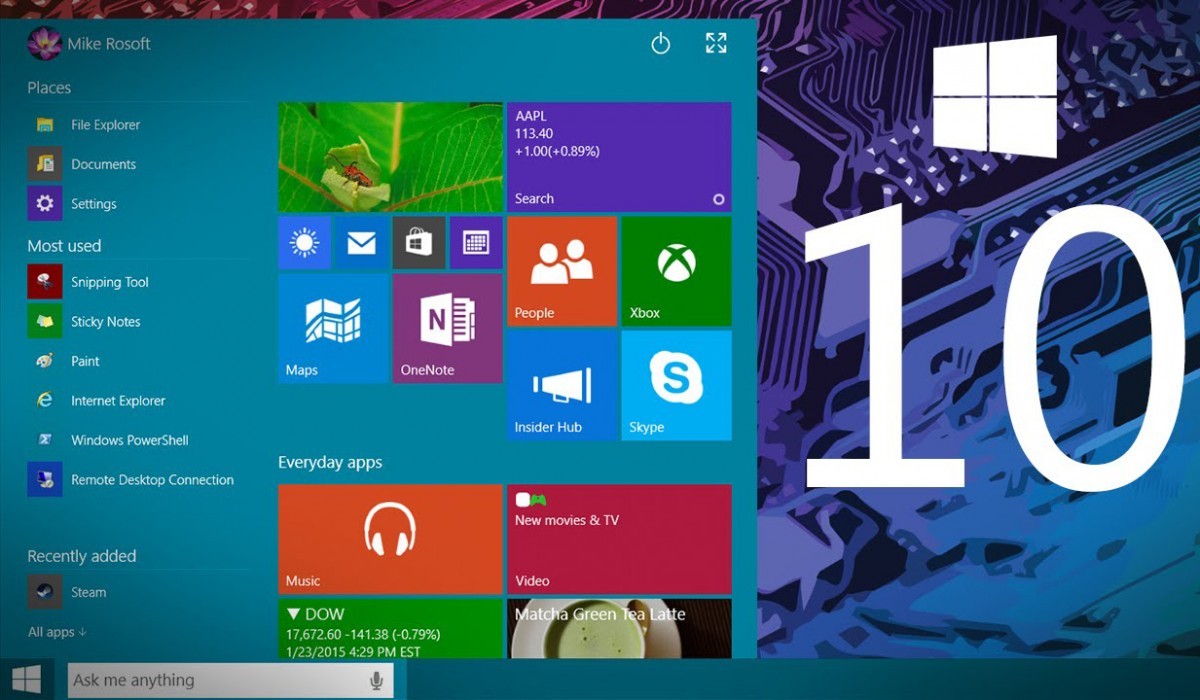 Mike Rosoft
Places
File Explorer
Documents
Settings
Most used
Snipping Tool
Sticky Notes
Paint
Internet Explorer
Windows PowerShell
Remote Desktop Connection
Recently added
Steam
All apps
AAPL
113.40
+1.00(+0.89%)
Search
People
Xbox
Maps
N
OneNote
Insider Hub
S
Skype
Everyday apps
Music
New movies & TV
Video
▼ DOW
17,672.60 -141.38 (-0.79%)
1/23/2015 4:29 PM EST
Matcha Green Tea Latte
Ask me anything
10